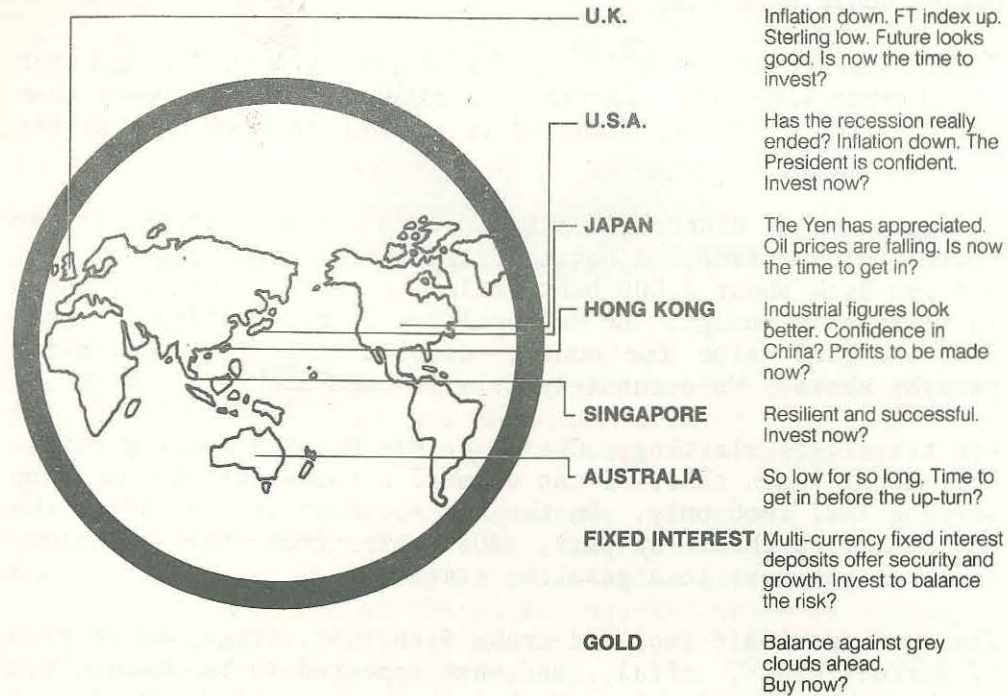 U.K.
Inflation down. FT index up.
Sterling low. Future looks
good. Is now the time to
invest?
U.S.A.
Has the recession really
ended? Inflation down. The
President is confident.
Invest now?
JAPAN
The Yen has appreciated.
Oil prices are falling. Is now
the time to get in?
HONG KONG
Industrial figures look
better. Confidence in
China? Profits to be made
now?
SINGAPORE
Resilient and successful.
Invest now?
AUSTRALIA
So low for so long. Time to
get in before the up-turn?
FIXED INTEREST
Multi-currency fixed interest
deposits offer security and
growth. Invest to balance
the risk?
GOLD
Balance against grey
clouds ahead.
Buy now?